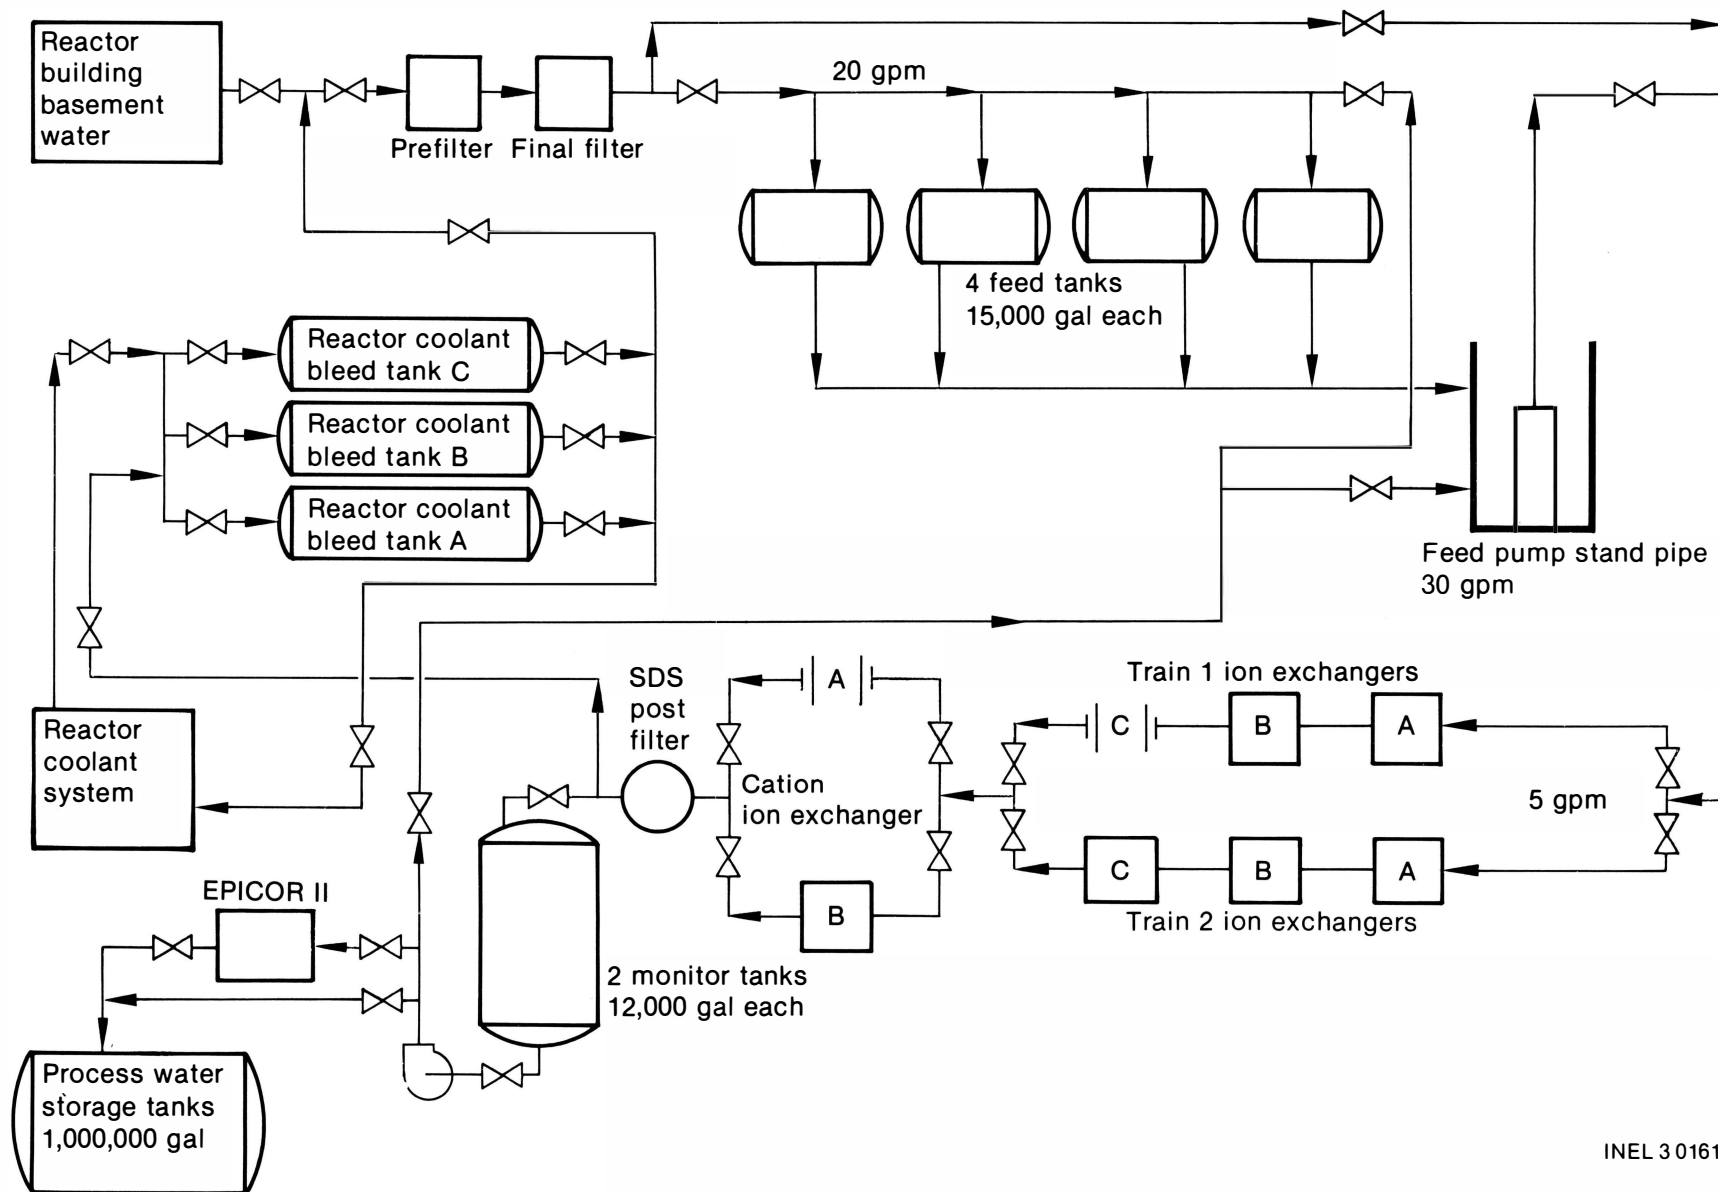 Reactor
building
basement
water
Prefilter
Final filter
20 gpm
4 feed tanks
15,000 gal each
Reactor coolant
bleed tank C
Reactor coolant
bleed tank B
Reactor coolant
bleed tank A
Feed pump stand pipe
30 gpm
Reactor
coolant
system
SDS
post
filter
A
Cation
ion exchanger
B
Train 1 ion exchangers
C
B
A
5 gpm
C
B
A
Train 2 ion exchangers
EPICOR II
2 monitor tanks
12,000 gal each
Process water
storage tanks
1,000,000 gal
INEL 3 0161